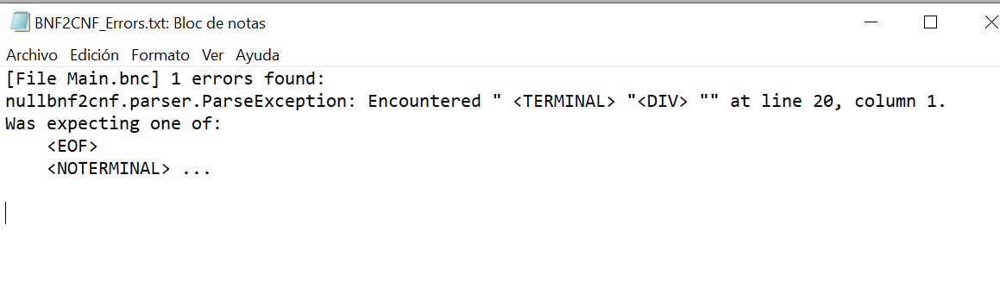 BNF2CNF_Errors.txt: Bloc de notas
Archivo Edición Formato Ver Ayuda
[File Main.bnc] 1 errors found:
nullbnf2cnf.parser.ParseException: Encountered " <TERMINAL> "<DIV> "" at line 20, column 1.
Was expecting one of:
    <EOF>
    <NOTERMINAL> ...